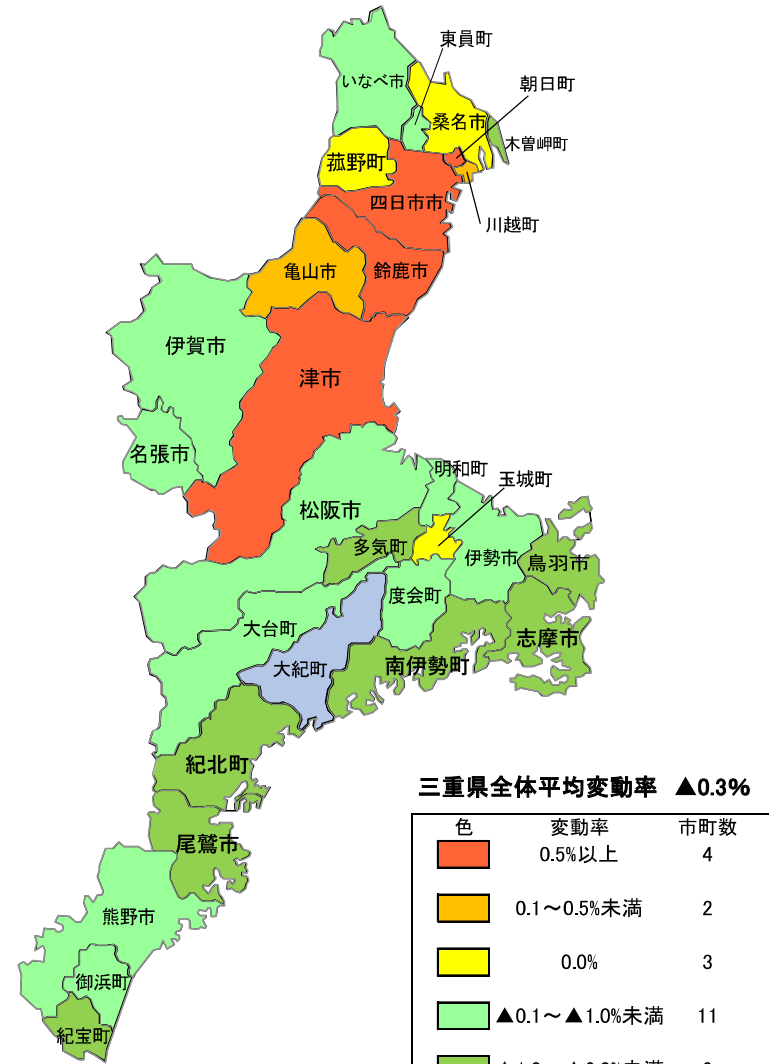 東員町
いなべ市
朝日町
桑名市
木曽岬町
菰野町
四日市市
川越町
亀山市
鈴鹿市
伊賀市
津市
名張市
明和町
玉城町
松阪市
多気町
伊勢市
鳥羽市
度会町
大台町
志摩市
南伊勢町
大紀町
紀北町
三重県全体平均変動率 ▲0.3%
色 変動率 市町数
尾鷲市
0.5%以上 4
0.1～0.5%未満 2
熊野市
0.0% 3
御浜町
▲0.1～▲1.0%未満 11
紀宝町